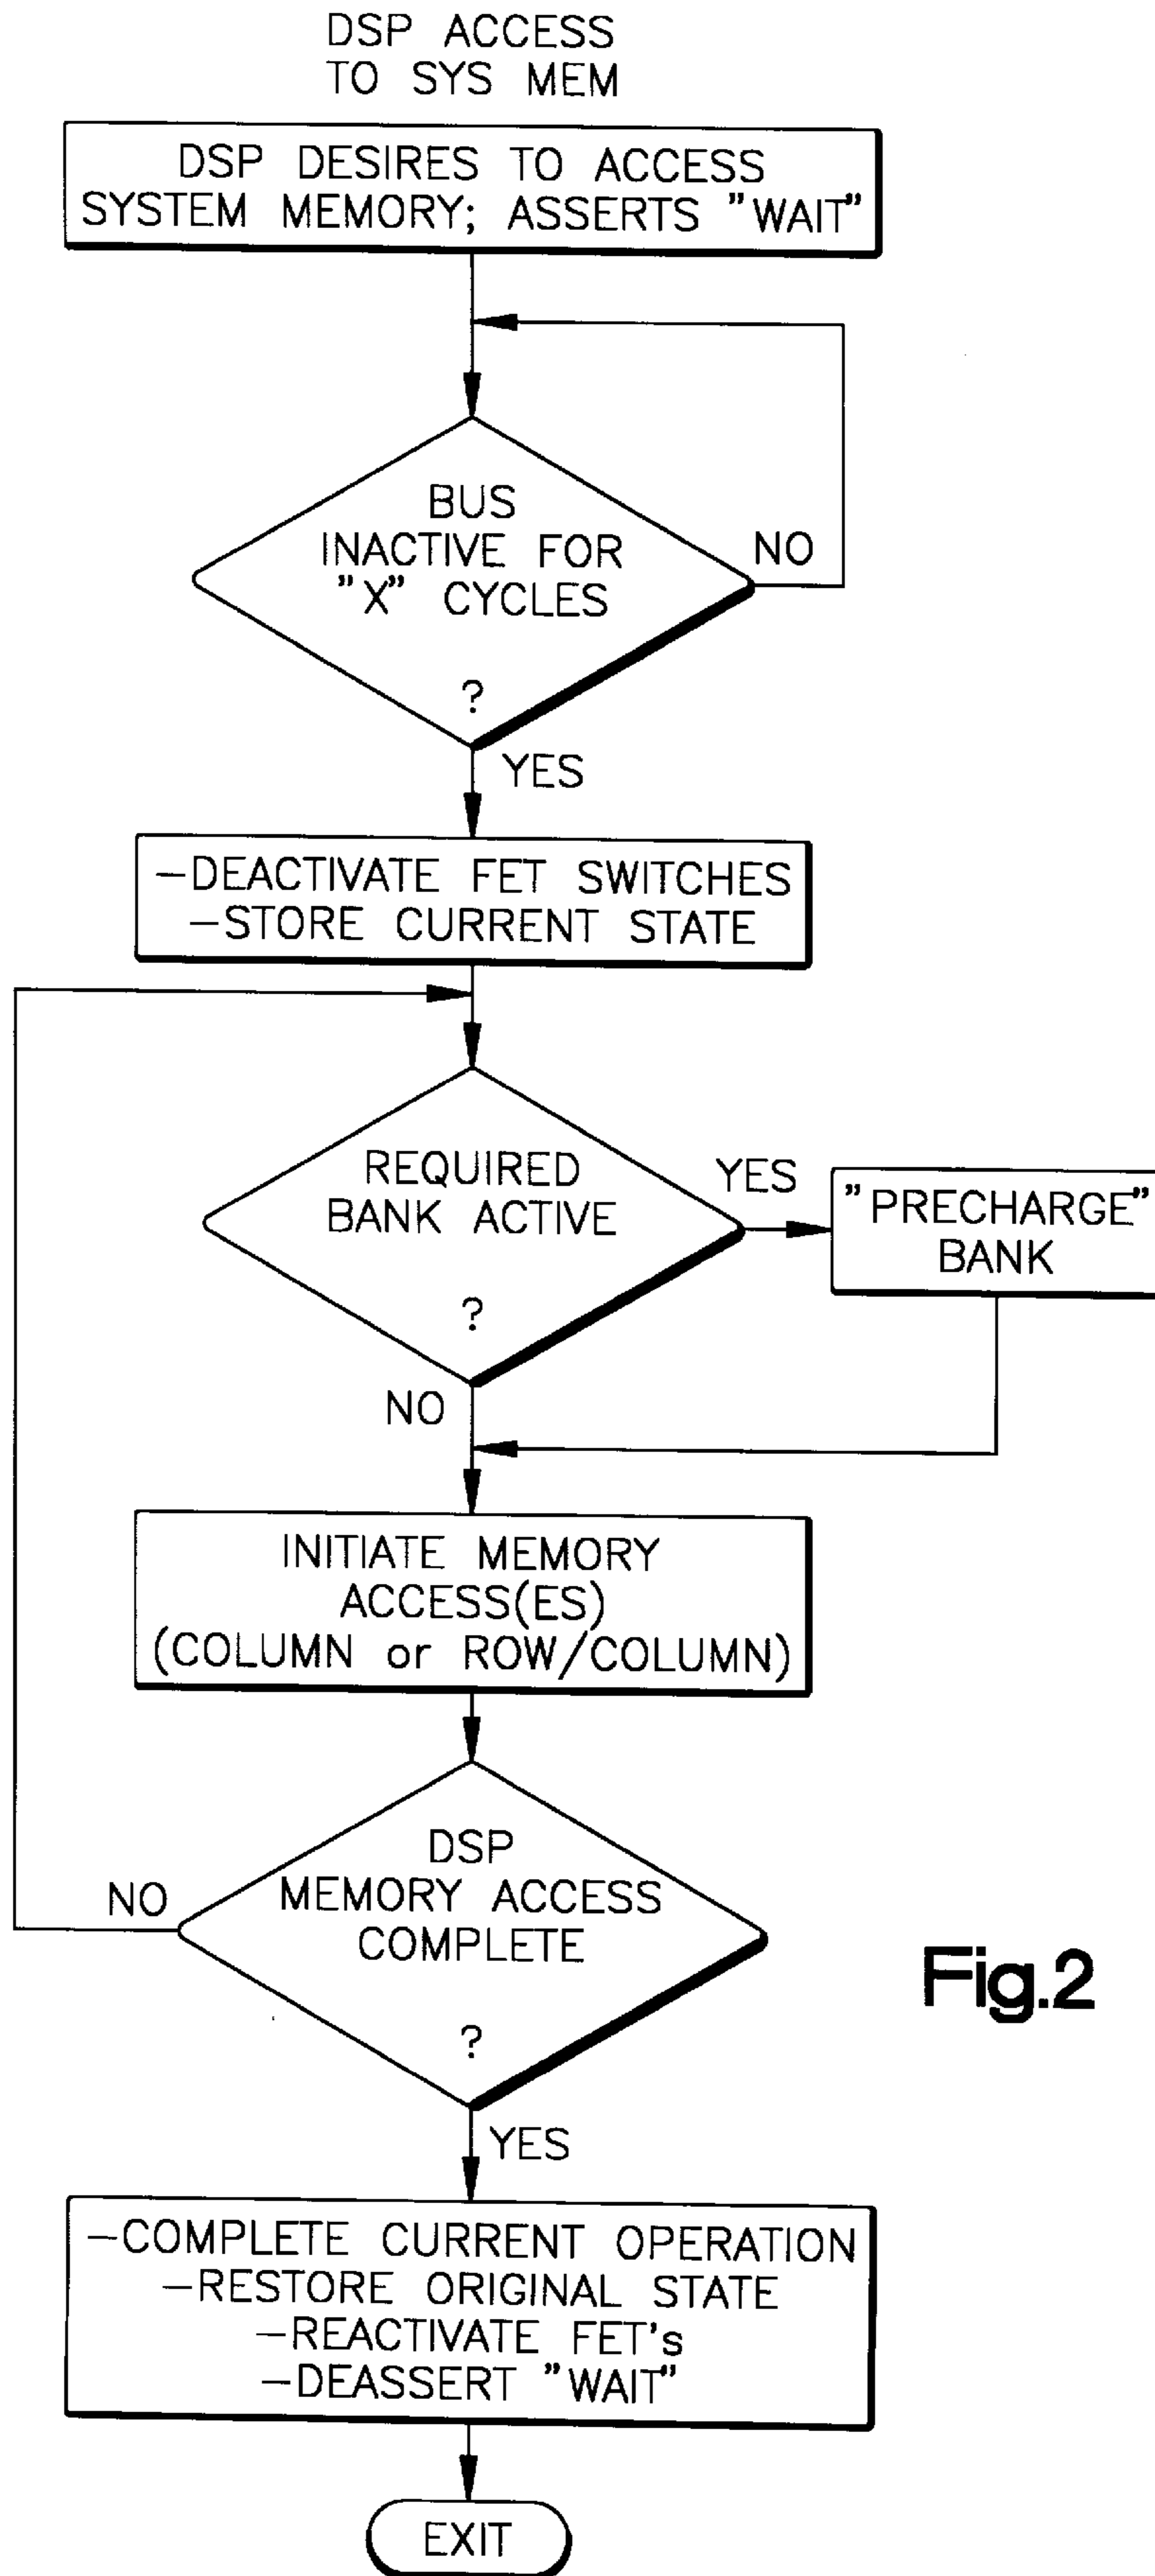 DSP ACCESS
TO SYS MEM
DSP DESIRES TO ACCESS
SYSTEM MEMORY; ASSERTS "WAIT"
BUS
INACTIVE FOR
"X" CYCLES
?
NO
YES
-DEACTIVATE FET SWITCHES
-STORE CURRENT STATE
REQUIRED
BANK ACTIVE
?
YES
"PRECHARGE"
BANK
NO
INITIATE MEMORY
ACCESS(ES)
(COLUMN or ROW/COLUMN)
DSP
MEMORY ACCESS
COMPLETE
?
NO
Fig.2
YES
-COMPLETE CURRENT OPERATION
-RESTORE ORIGINAL STATE
-REACTIVATE FET's
-DEASSERT "WAIT"
EXIT